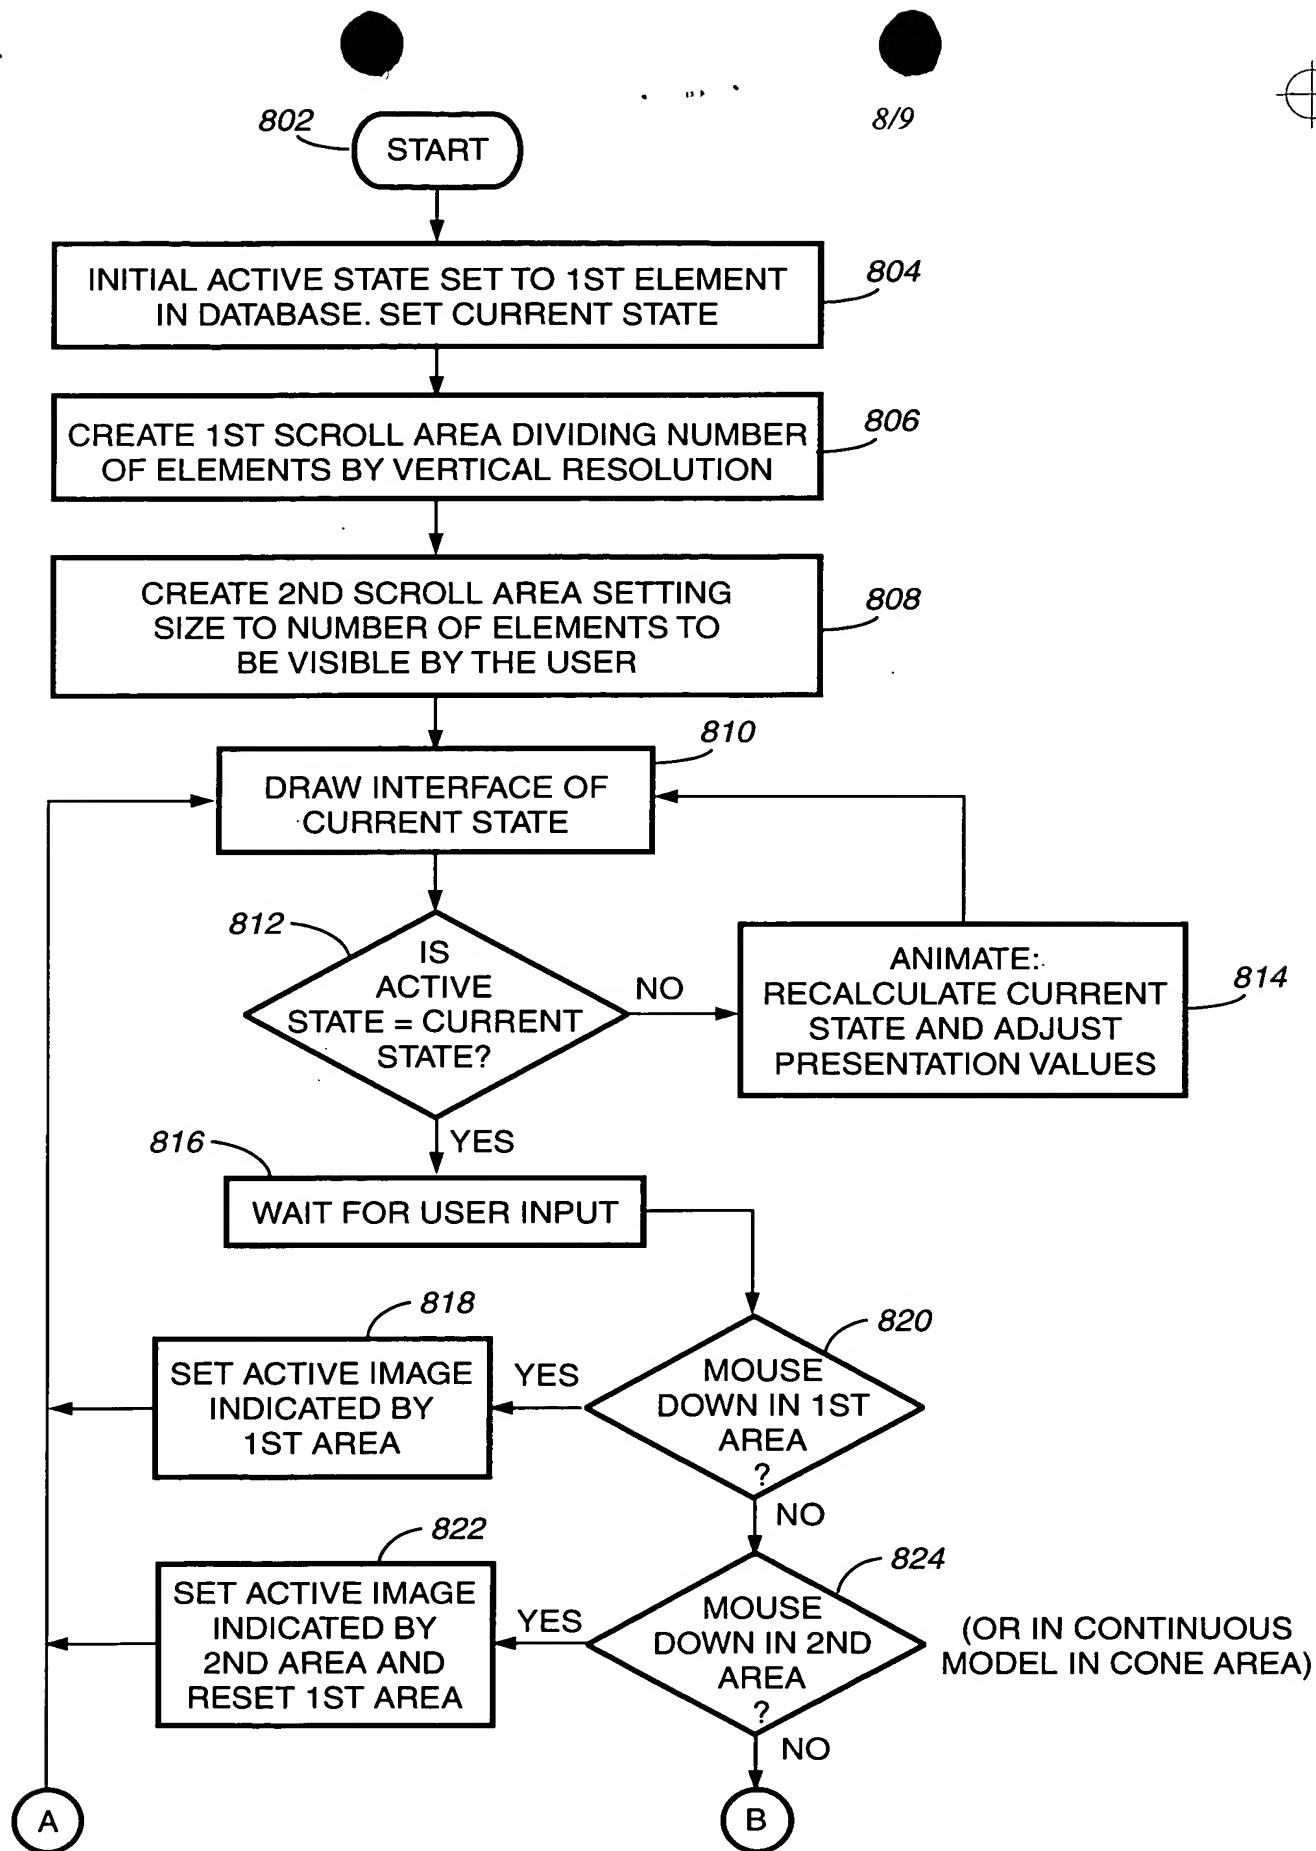 8/9
802
START
INITIAL ACTIVE STATE SET TO 1ST ELEMENT
IN DATABASE. SET CURRENT STATE
804
CREATE 1ST SCROLL AREA DIVIDING NUMBER
OF ELEMENTS BY VERTICAL RESOLUTION
806
CREATE 2ND SCROLL AREA SETTING
SIZE TO NUMBER OF ELEMENTS TO
BE VISIBLE BY THE USER
808
810
DRAW INTERFACE OF
CURRENT STATE
812
IS
ACTIVE
STATE = CURRENT
STATE?
NO
ANIMATE:
RECALCULATE CURRENT
STATE AND ADJUST
PRESENTATION VALUES
814
YES
816
WAIT FOR USER INPUT
818
SET ACTIVE IMAGE
INDICATED BY
1ST AREA
YES
820
MOUSE
DOWN IN 1ST
AREA
?
NO
822
SET ACTIVE IMAGE
INDICATED BY
2ND AREA AND
RESET 1ST AREA
YES
824
MOUSE
DOWN IN 2ND
AREA
?
(OR IN CONTINUOUS
MODEL IN CONE AREA)
NO
A
B